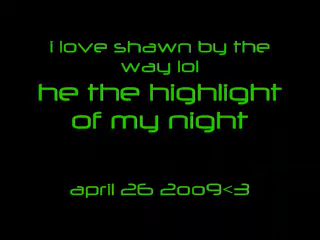 i love shawn by the
way lol
he the highlight
of my night
april 26 2009<3